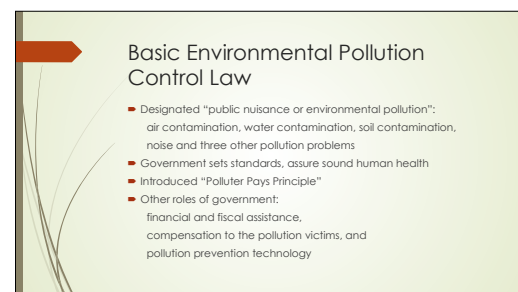 Basic Environmental Pollution
Control Law
Designated “public nuisance or environmental pollution”:
air contamination, water contamination, soil contamination,
noise and three other pollution problems
Government sets standards, assure sound human health
Introduced “Polluter Pays Principle”
Other roles of government:
financial and fiscal assistance,
compensation to the pollution victims, and
pollution prevention technology